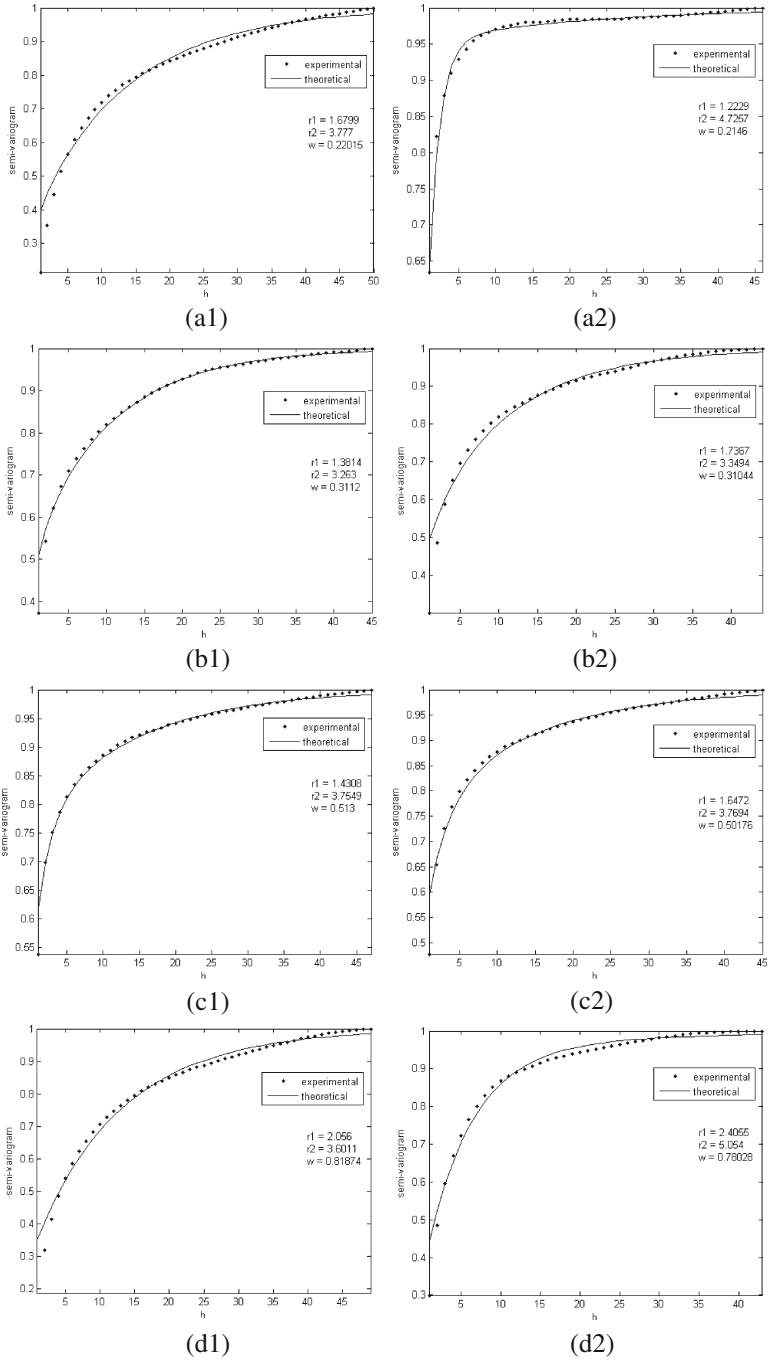 1
0.9
0.8
0.7
0.6
0.5
0.4
0.3
semi-variogram
5 10 15 20 25 30 35 40 45 50
h
experimental
theoretical
r1 = 1.6799
r2 = 3.777
w = 0.22015
(a1)
1
0.95
0.9
0.85
0.8
0.75
0.7
0.65
semi-variogram
5 10 15 20 25 30 35 40 45
h
experimental
theoretical
r1 = 1.2229
r2 = 4.7257
w = 0.2146
(a2)
1
0.9
0.8
0.7
0.6
0.5
0.4
semi-variogram
5 10 15 20 25 30 35 40 45
h
experimental
theoretical
r1 = 1.3814
r2 = 3.263
w = 0.3112
(b1)
1
0.9
0.8
0.7
0.6
0.5
0.4
0.3
semi-variogram
5 10 15 20 25 30 35 40
h
experimental
theoretical
r1 = 1.7367
r2 = 3.3494
w = 0.31044
(b2)
1
0.95
0.9
0.85
0.8
0.75
0.7
0.65
0.6
0.55
semi-variogram
5 10 15 20 25 30 35 40 45
h
experimental
theoretical
r1 = 1.4308
r2 = 3.7549
w = 0.513
(c1)
1
0.95
0.9
0.85
0.8
0.75
0.7
0.65
0.6
0.55
0.5
semi-variogram
5 10 15 20 25 30 35 40 45
h
experimental
theoretical
r1 = 1.6472
r2 = 3.7694
w = 0.50176
(c2)
1
0.9
0.8
0.7
0.6
0.5
0.4
0.3
0.2
semi-variogram
5 10 15 20 25 30 35 40 45
h
experimental
theoretical
r1 = 2.056
r2 = 3.6011
w = 0.81874
(d1)
1
0.9
0.8
0.7
0.6
0.5
0.4
0.3
semi-variogram
5 10 15 20 25 30 35 40
h
experimental
theoretical
r1 = 2.4055
r2 = 5.054
w = 0.78028
(d2)